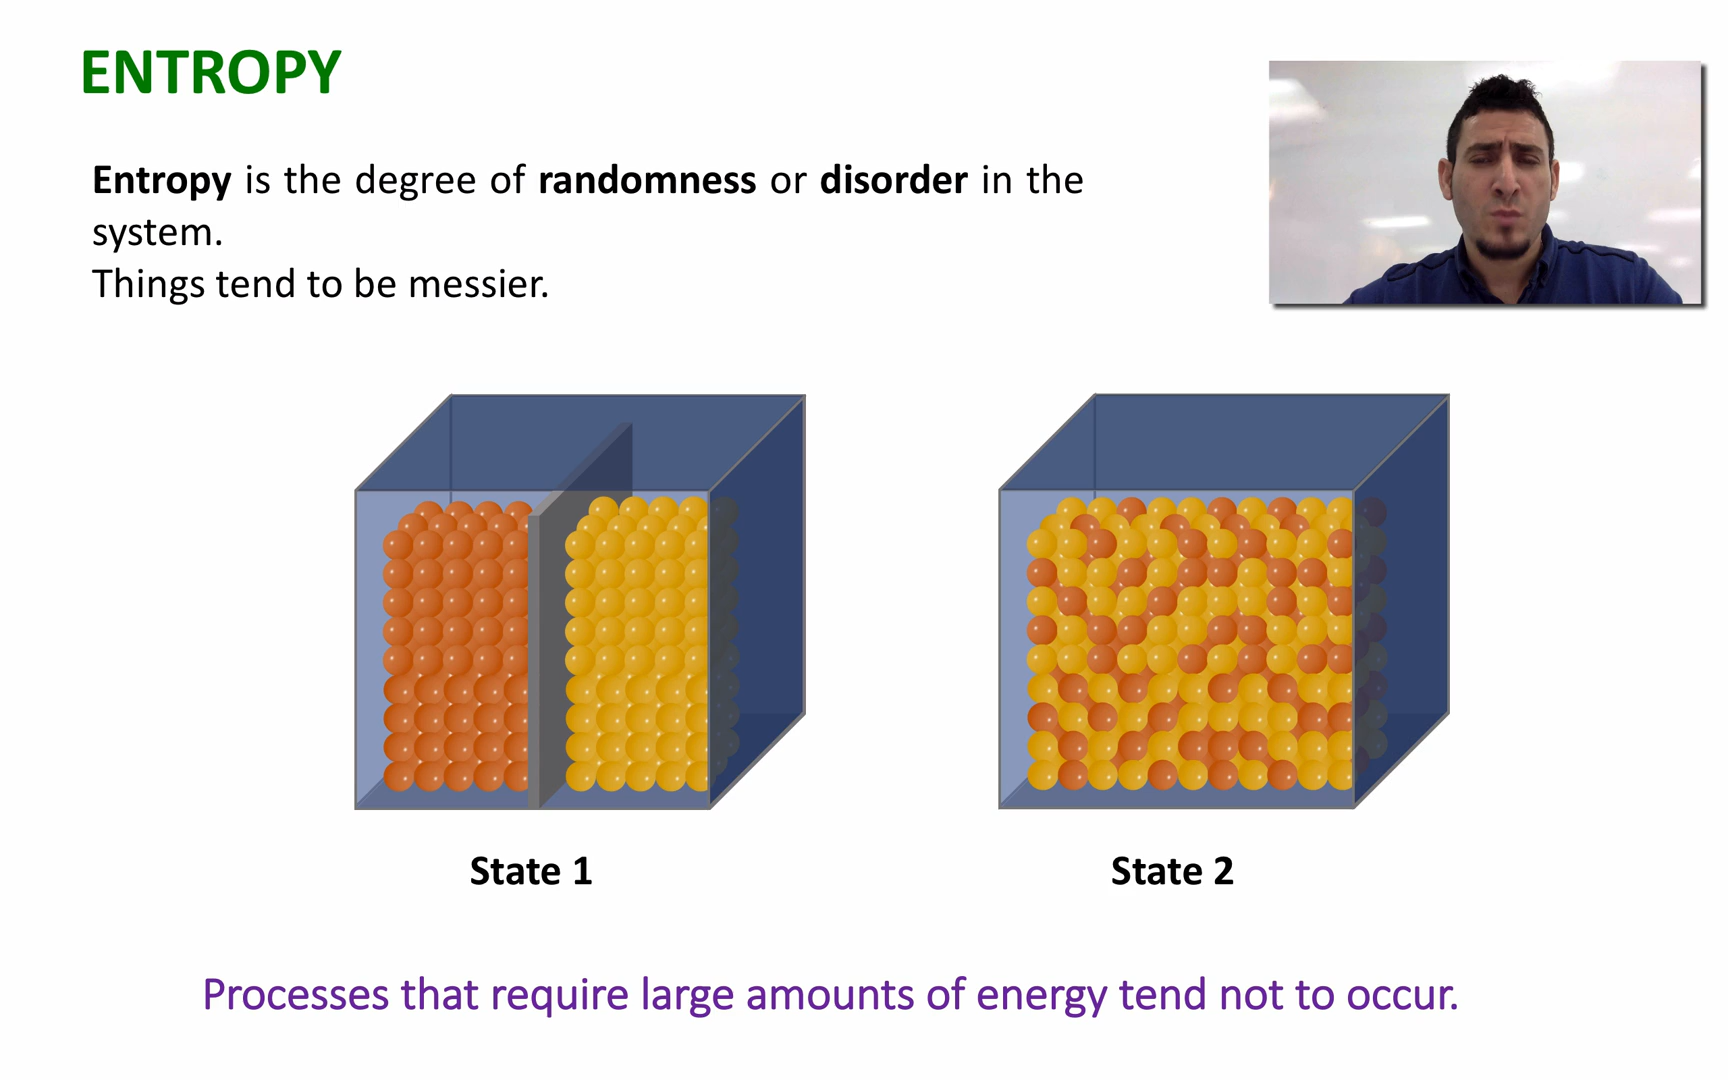 ENTROPY
Entropy is the degree of randomness or disorder in the
system.
Things tend to be messier.
State 1
State 2
Processes that require large amounts of energy tend not to occur.